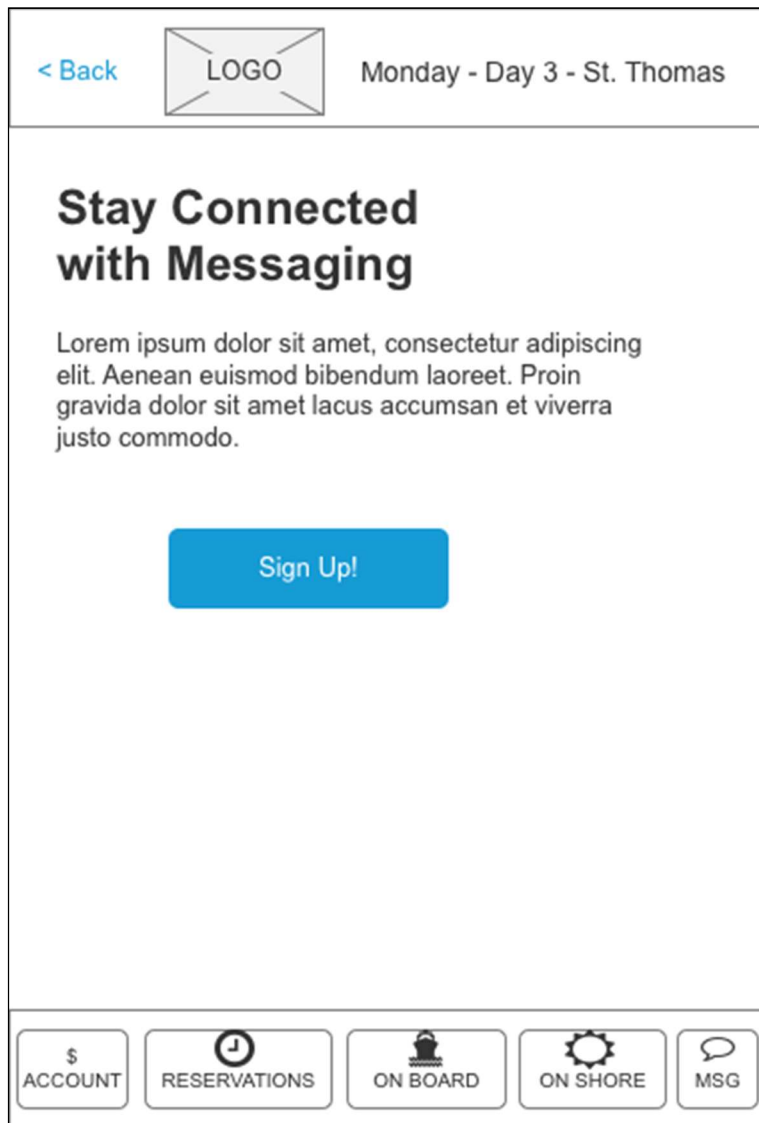 < Back
LOGO
Monday - Day 3 - St. Thomas
Stay Connected
with Messaging
Lorem ipsum dolor sit amet, consectetur adipiscing
elit. Aenean euismod bibendum laoreet. Proin
gravida dolor sit amet lacus accumsan et viverra
justo commodo.
Sign Up!
$
ACCOUNT
RESERVATIONS
ON BOARD
ON SHORE
MSG